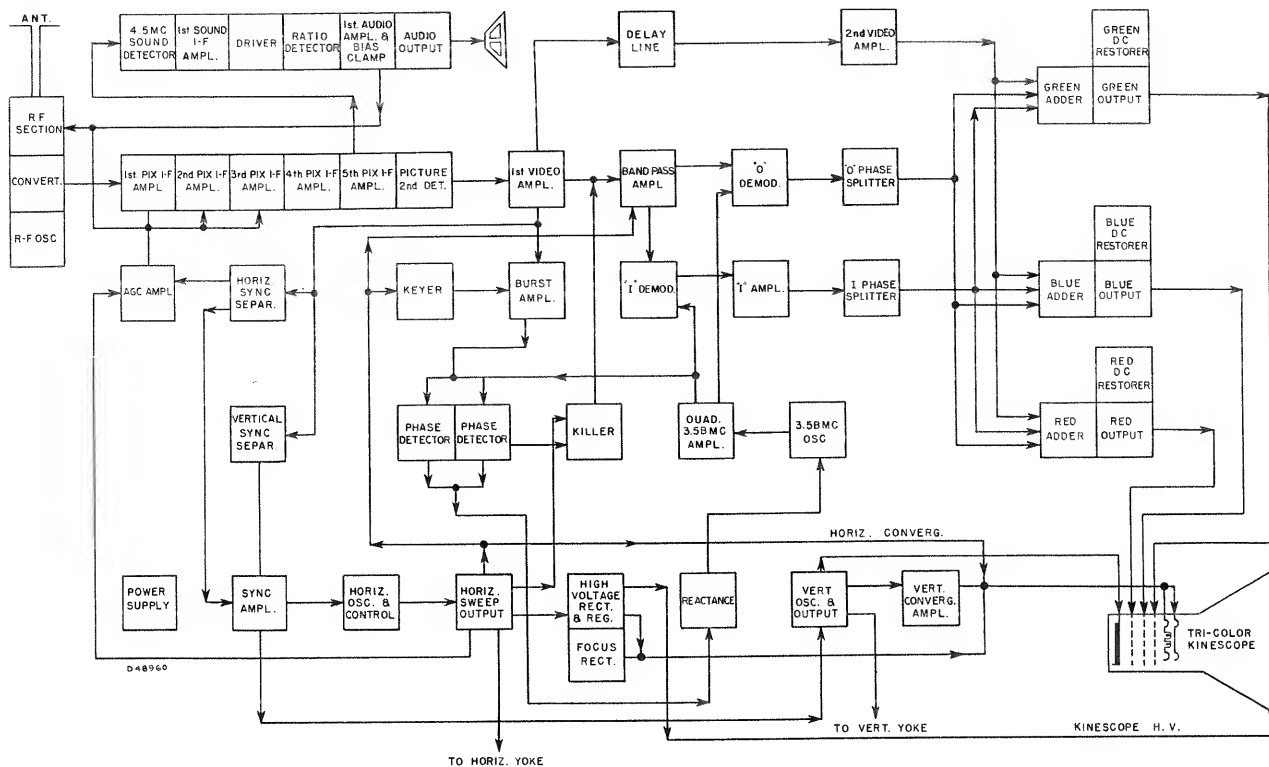 ANT.
4.5MC
SOUND
DETECTOR
1st SOUND
I-F
AMPL.
DRIVER
RATIO
DETECTOR
1st. AUDIO
AMPL. &
BIAS
CLAMP
AUDIO
OUTPUT
DELAY
LINE
2nd VIDEO
AMPL.
GREEN
DC
RESTORER
GREEN
ADDER
GREEN
OUTPUT
RF
SECTION
CONVERT.
R-F OSC
1st. PIX I-F
AMPL
2nd PIX I-F
AMPL.
3rd PIX I-F
AMPL.
4th PIX I-F
AMPL.
5th PIX I-F
AMPL.
PICTURE
2nd DET.
1st VIDEO
AMPL.
BAND PASS
AMPL
"Q"
DEMOD.
"Q" PHASE
SPLITTER
BLUE
DC
RESTORER
BLUE
ADDER
BLUE
OUTPUT
AGC AMPL
HORIZ.
SYNC
SEPAR.
KEYER
BURST
AMPL.
"I" DEMOD.
"I" AMPL.
I PHASE
SPLITTER
RED
DC
RESTORER
RED
ADDER
RED
OUTPUT
VERTICAL
SYNC
SEPAR.
PHASE
DETECTOR
PHASE
DETECTOR
KILLER
QUAD.
3.5BMC
AMPL.
3.5BMC
OSC
HORIZ. CONVERG.
POWER
SUPPLY
SYNC
AMPL.
HORIZ.
OSC. &
CONTROL
HORIZ.
SWEEP
OUTPUT
HIGH
VOLTAGE
RECT.
& REG.
FOCUS
RECT.
REACTANCE
VERT
OSC. &
OUTPUT
VERT.
CONVERG.
AMPL.
TRI-COLOR
KINESCOPE
D48960
TO VERT. YOKE
KINESCOPE H.V.
TO HORIZ. YOKE